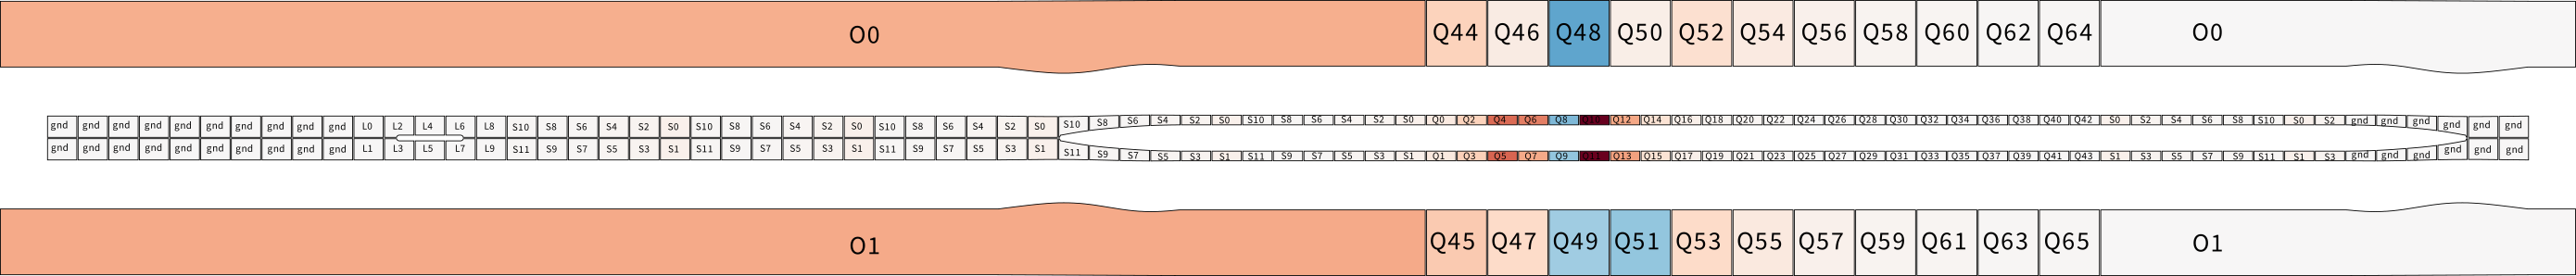 O0 Q44 Q46 Q48 Q50 Q52 Q54 Q56 Q58 Q60 Q62 Q64 O0
gnd gnd gnd gnd gnd gnd gnd gnd gnd gnd L0 L2 L4 L6 L8 S10 S8 S6 S4 S2 S0 S10 S8 S6 S4 S2 S0 S10 S8 S6 S4 S2 S0 S10 S8 S6 S4 S2 S0 S10 S8 S6 S4 S2 S0 Q0 Q2 Q4 Q6 Q8 Q10 Q12 Q14 Q16 Q18 Q20 Q22 Q24 Q26 Q28 Q30 Q32 Q34 Q36 Q38 Q40 Q42 S0 S2 S4 S6 S8 S10 S0 S2 gnd gnd gnd gnd gnd gnd
gnd gnd gnd gnd gnd gnd gnd gnd gnd gnd L1 L3 L5 L7 L9 S11 S9 S7 S5 S3 S1 S11 S9 S7 S5 S3 S1 S11 S9 S7 S5 S3 S1 S11 S9 S7 S5 S3 S1 S11 S9 S7 S5 S3 S1 Q1 Q3 Q5 Q7 Q9 Q11 Q13 Q15 Q17 Q19 Q21 Q23 Q25 Q27 Q29 Q31 Q33 Q35 Q37 Q39 Q41 Q43 S1 S3 S5 S7 S9 S11 S1 S3 gnd gnd gnd gnd gnd gnd
O1 Q45 Q47 Q49 Q51 Q53 Q55 Q57 Q59 Q61 Q63 Q65 O1